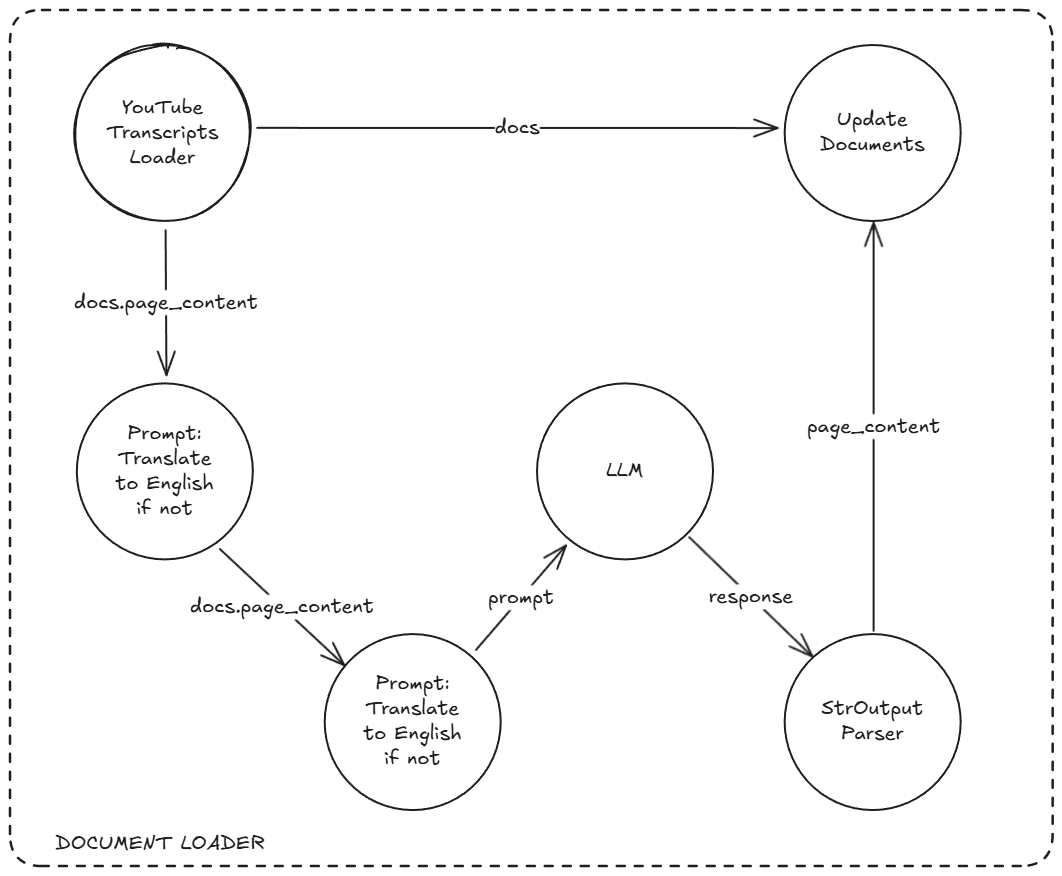 YouTube
Transcripts
Loader
docs
Update
Documents
docs.page_content
Prompt:
Translate
to English
if not
LLM
page_content
docs.page_content
prompt
response
Prompt:
Translate
to English
if not
StrOutput
Parser
DOCUMENT LOADER